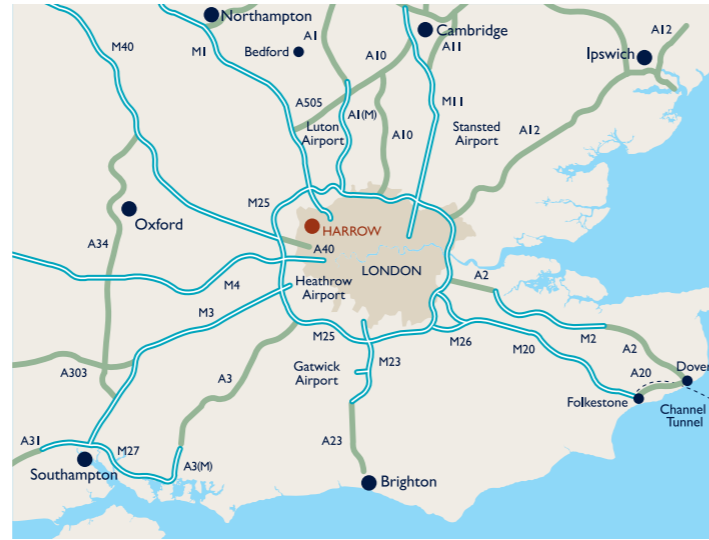 Northampton
A1
Cambridge
A12
M40
M1
Bedford
A10
A11
Ipswich
A505
M11
Luton
Airport
A1(M)
A10
Stansted
Airport
A12
M25
Oxford
HARROW
A34
A40
LONDON
M4
Heathrow
Airport
A2
M3
M25
M26
M20
M2
A2
A303
A3
Gatwick
Airport
M23
A20
Dover
Folkestone
Channel
Tunnel
A31
M27
A23
Southampton
A3(M)
Brighton